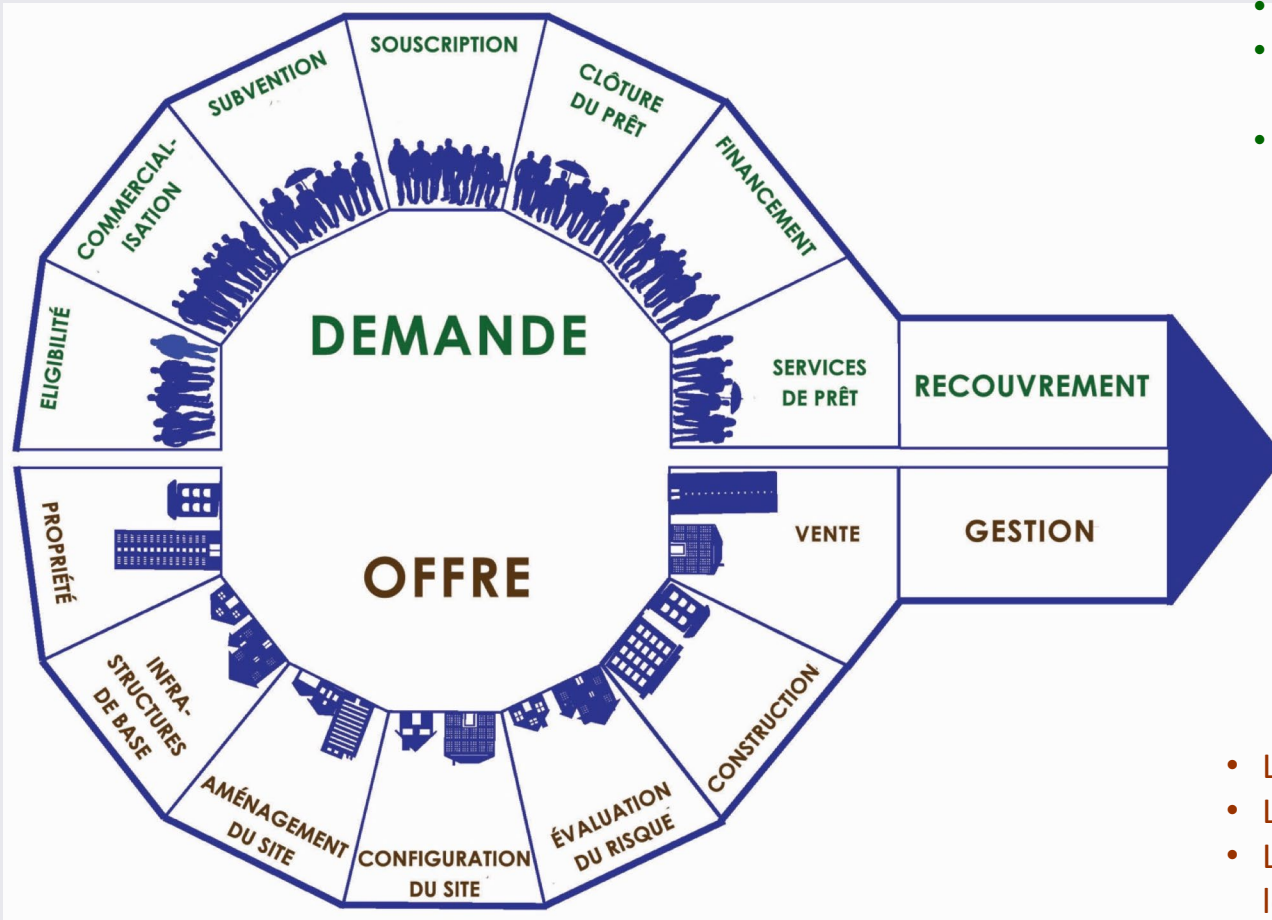 SOUSCRIPTION
SUBVENTION
CLÔTURE
DU PRÊT
COMMERCIAL-
ISATION
FINANCEMENT
ELIGIBILITÉ
DEMANDE
SERVICES
DE PRÊT
RECOUVREMENT
PROPRIÉTÉ
OFFRE
VENTE
GESTION
INFRA-
STRUCTURES
DE BASE
CONSTRUCTION
AMÉNAGEMENT
DU SITE
ÉVALUATION
DU RISQUE
CONFIGURATION
DU SITE